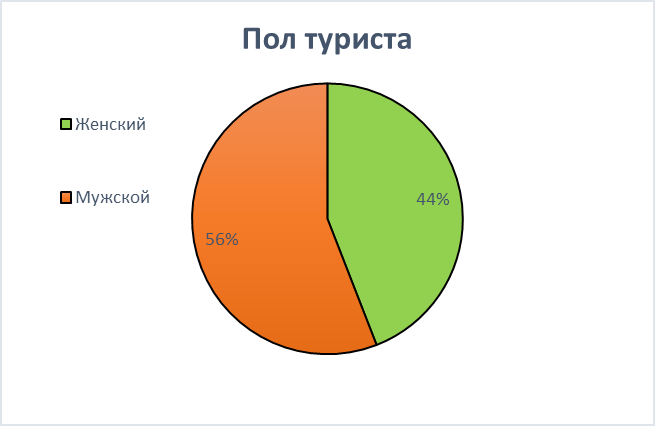 Пол туриста
Женский
Мужской
44%
56%